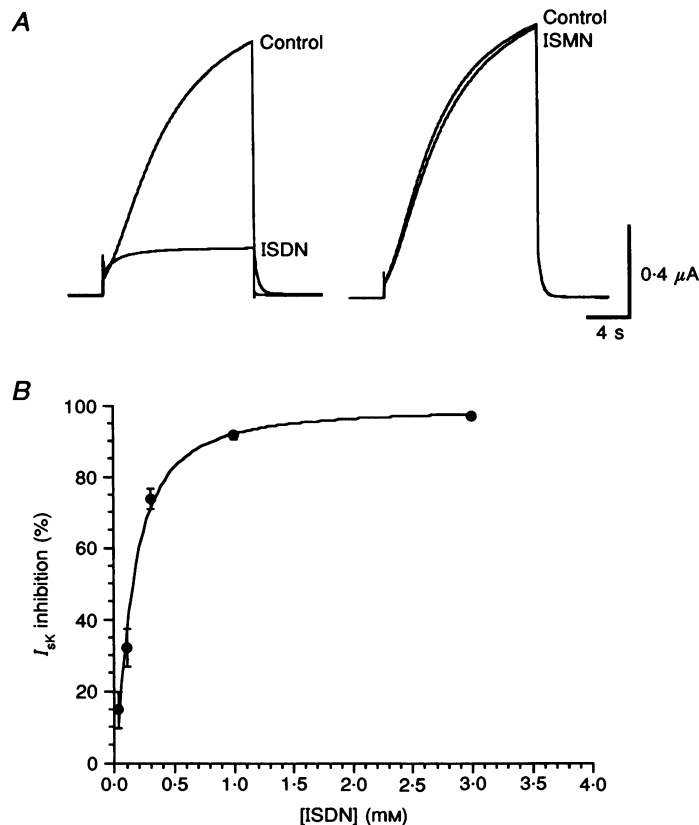 A
Control
ISDN
Control
ISMN
0·4 μA
4 s
B
100
80
60
40
20
0
I_sK inhibition (%)
0·0 0·5 1·0 1·5 2·0 2·5 3·0 3·5 4·0
[ISDN] (mM)